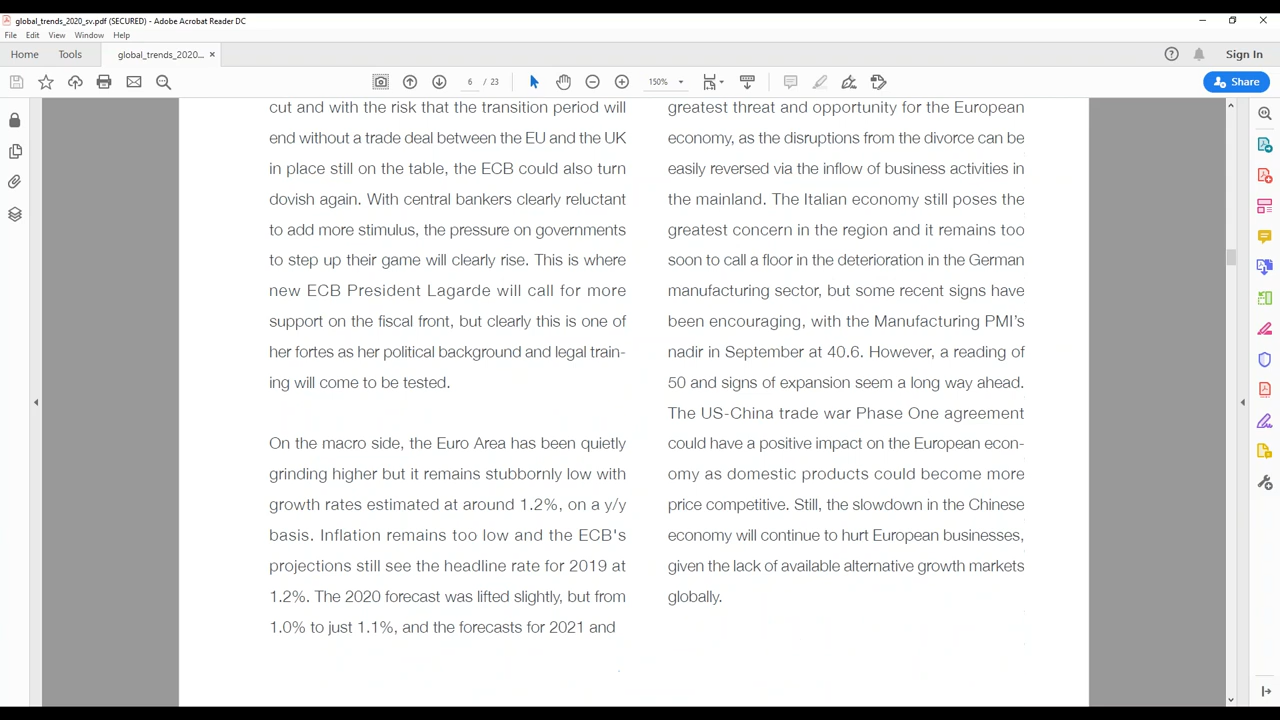 global_trends_2020_sv.pdf (SECURED) - Adobe Acrobat Reader DC
File Edit View Window Help
Home Tools global_trends_2020... × Sign In
6 / 23 150% Share
cut and with the risk that the transition period will
end without a trade deal between the EU and the UK
in place still on the table, the ECB could also turn
dovish again. With central bankers clearly reluctant
to add more stimulus, the pressure on governments
to step up their game will clearly rise. This is where
new ECB President Lagarde will call for more
support on the fiscal front, but clearly this is one of
her fortes as her political background and legal train-
ing will come to be tested.
On the macro side, the Euro Area has been quietly
grinding higher but it remains stubbornly low with
growth rates estimated at around 1.2%, on a y/y
basis. Inflation remains too low and the ECB's
projections still see the headline rate for 2019 at
1.2%. The 2020 forecast was lifted slightly, but from
1.0% to just 1.1%, and the forecasts for 2021 and
greatest threat and opportunity for the European
economy, as the disruptions from the divorce can be
easily reversed via the inflow of business activities in
the mainland. The Italian economy still poses the
greatest concern in the region and it remains too
soon to call a floor in the deterioration in the German
manufacturing sector, but some recent signs have
been encouraging, with the Manufacturing PMI’s
nadir in September at 40.6. However, a reading of
50 and signs of expansion seem a long way ahead.
The US-China trade war Phase One agreement
could have a positive impact on the European econ-
omy as domestic products could become more
price competitive. Still, the slowdown in the Chinese
economy will continue to hurt European businesses,
given the lack of available alternative growth markets
globally.